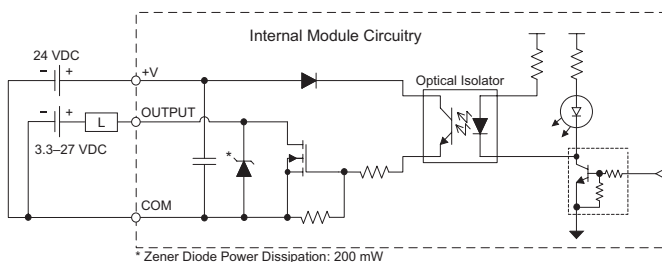 Internal Module Circuitry
24 VDC
− +
+V
Optical Isolator
− +
L
OUTPUT
3.3–27 VDC
*
COM
* Zener Diode Power Dissipation: 200 mW